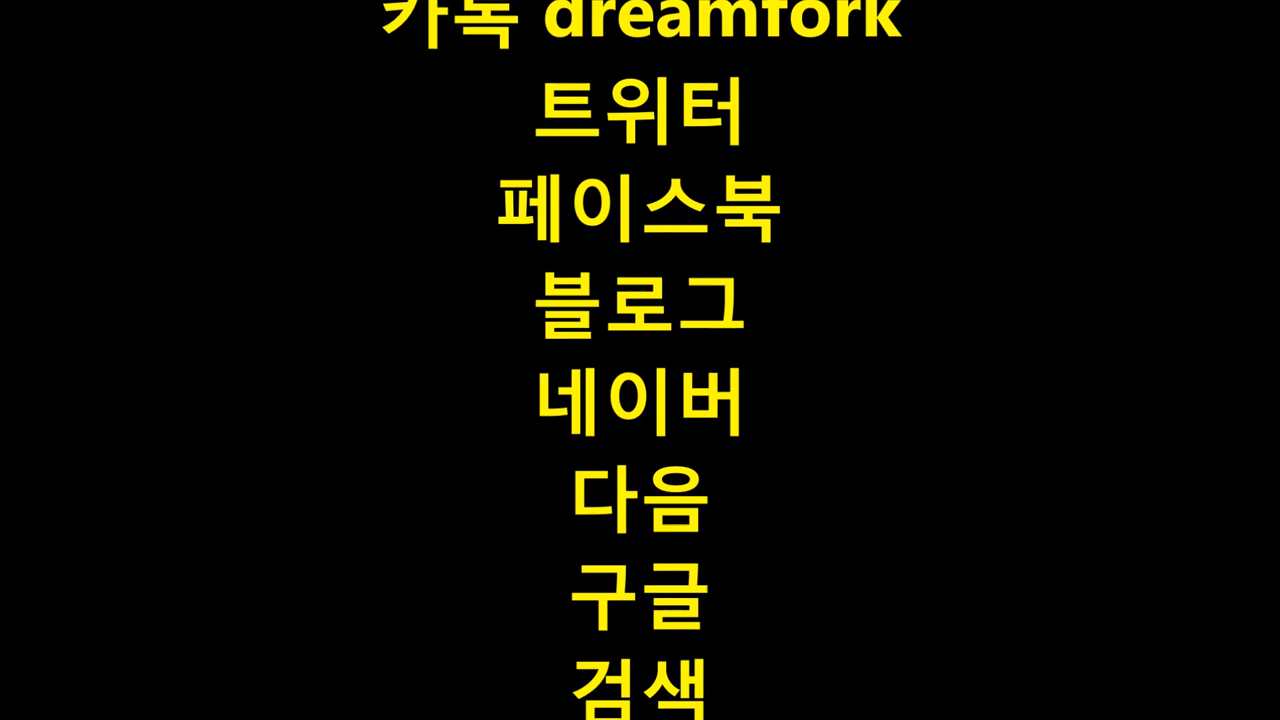 카톡 dreamfork
트위터
페이스북
블로그
네이버
다음
구글
검색